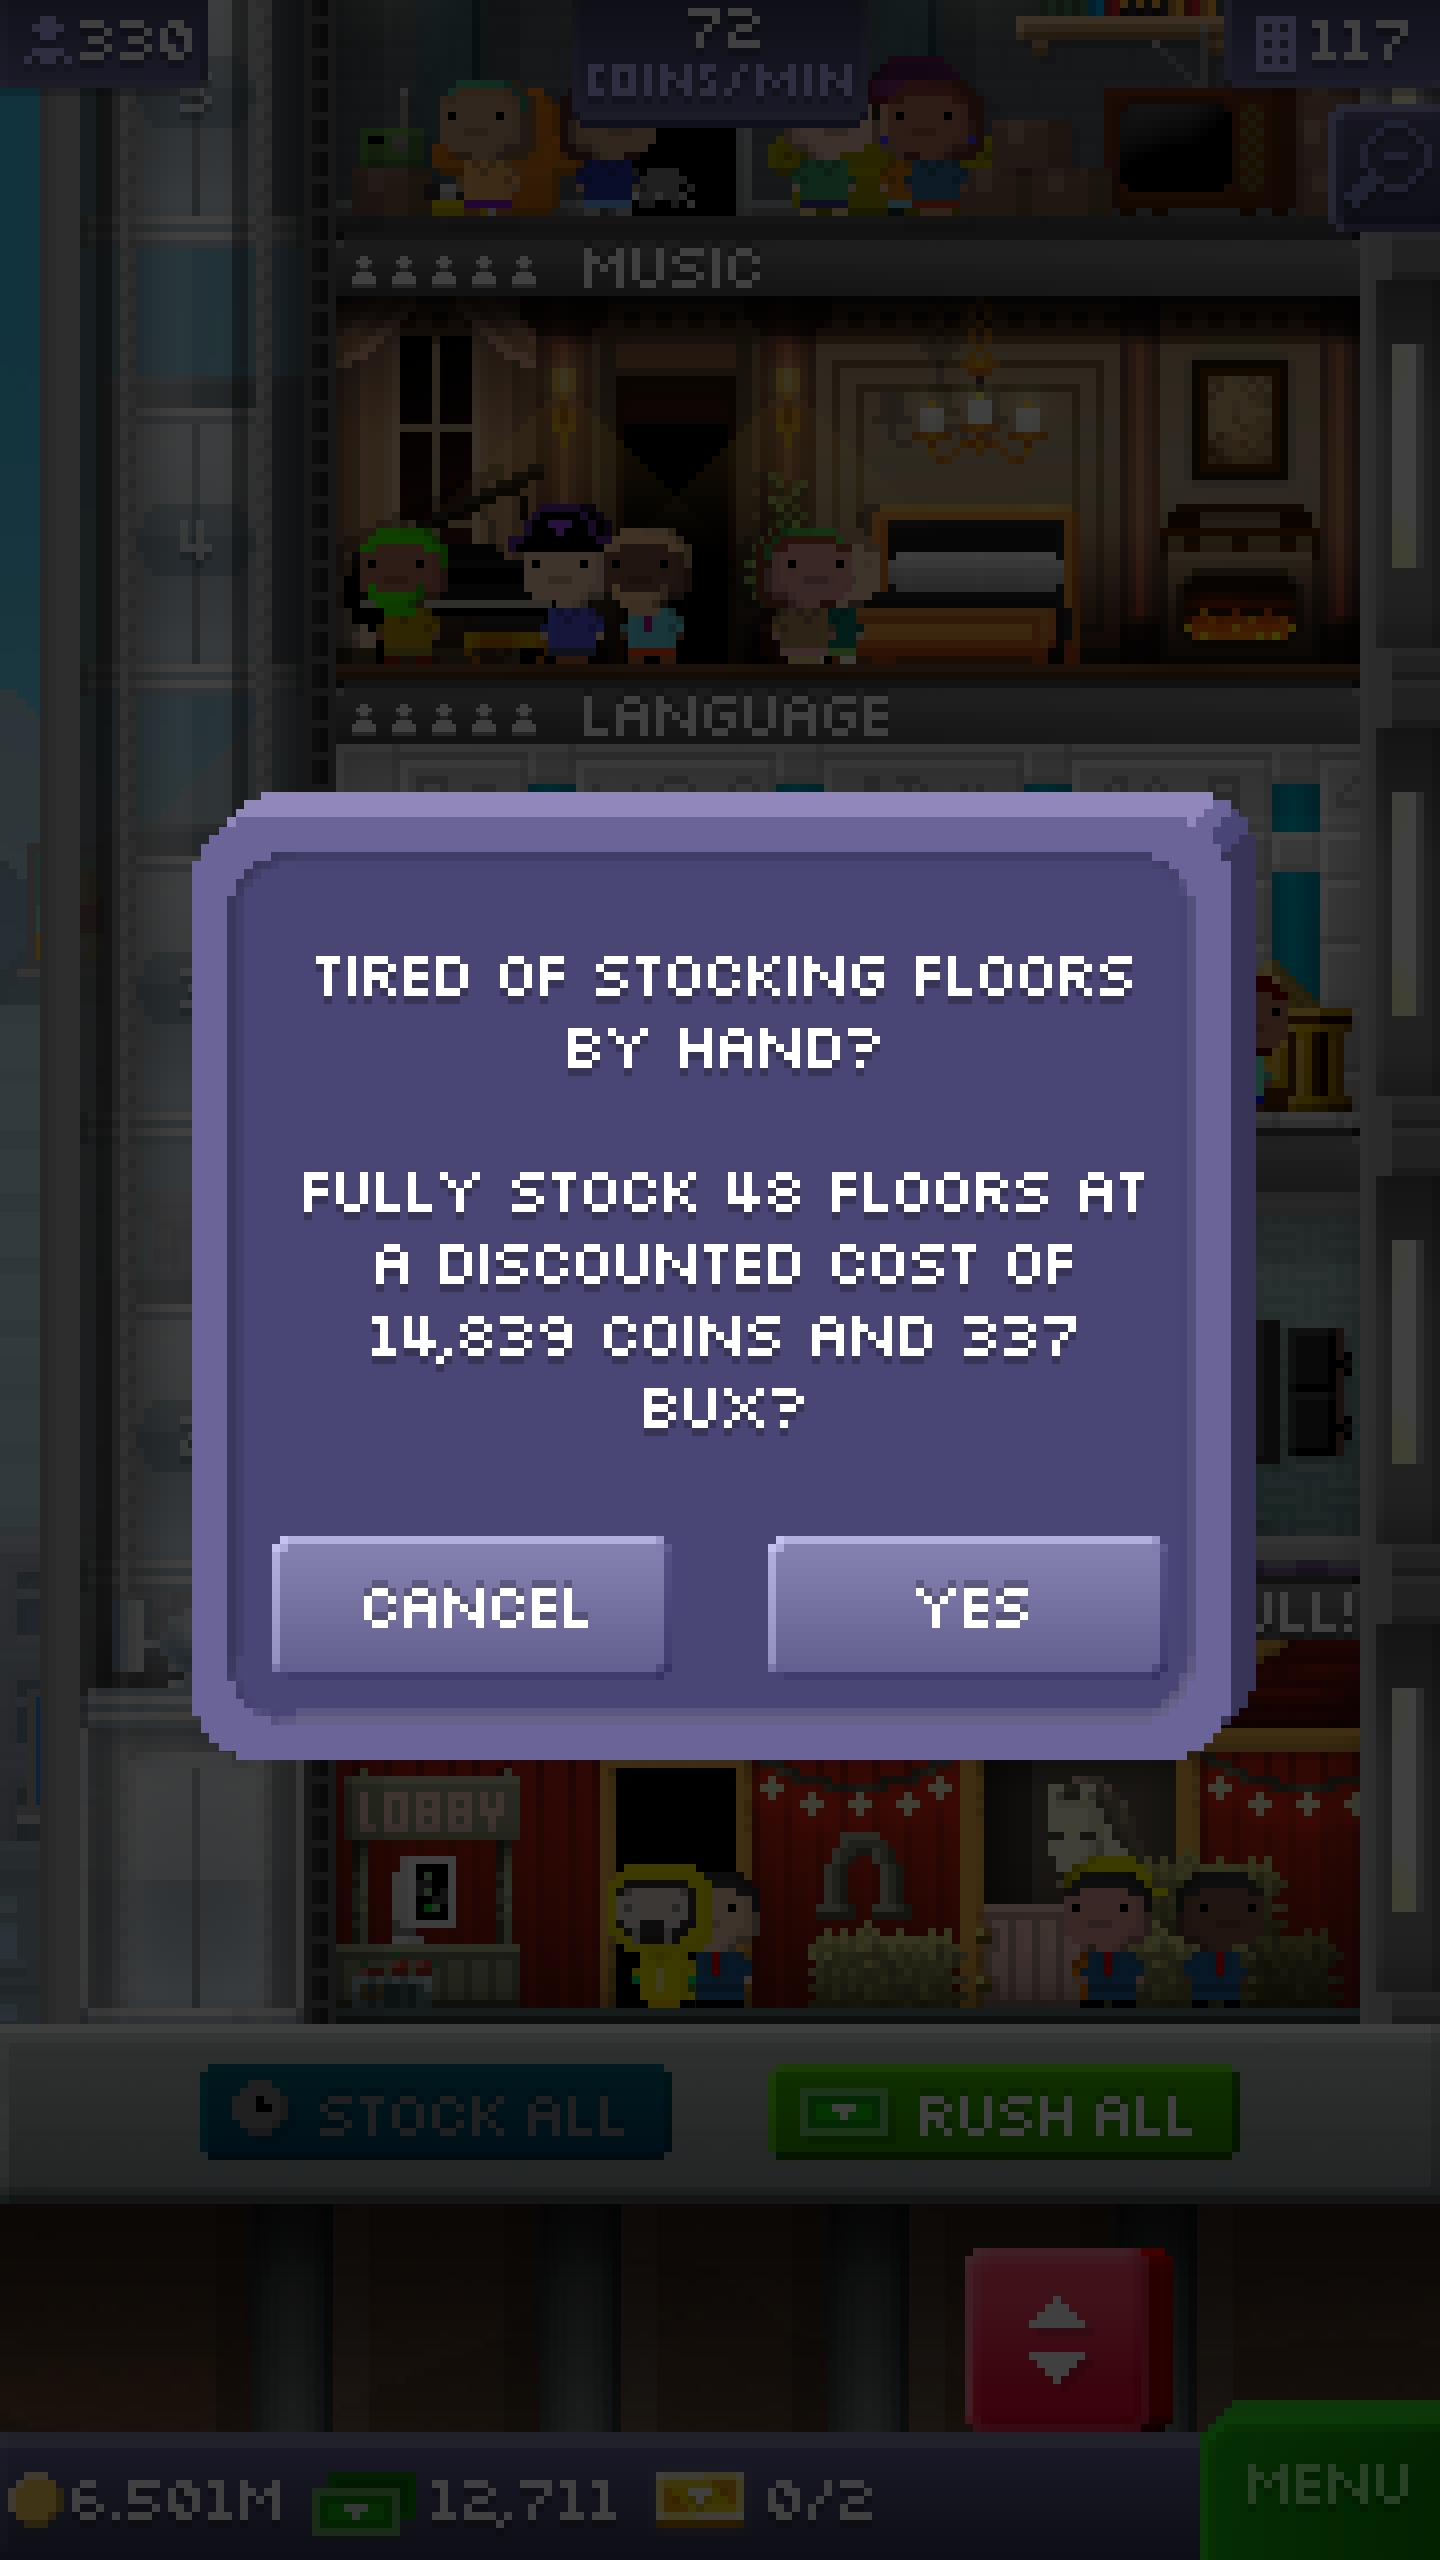 330
72
COINS/MIN
117
MUSIC
4
LANGUAGE
TIRED OF STOCKING FLOORS
BY HAND?
FULLY STOCK 48 FLOORS AT
A DISCOUNTED COST OF
14,839 COINS AND 337
BUX?
CANCEL
YES
LOBBY
STOCK ALL
RUSH ALL
6.501M
12,711
0/2
MENU